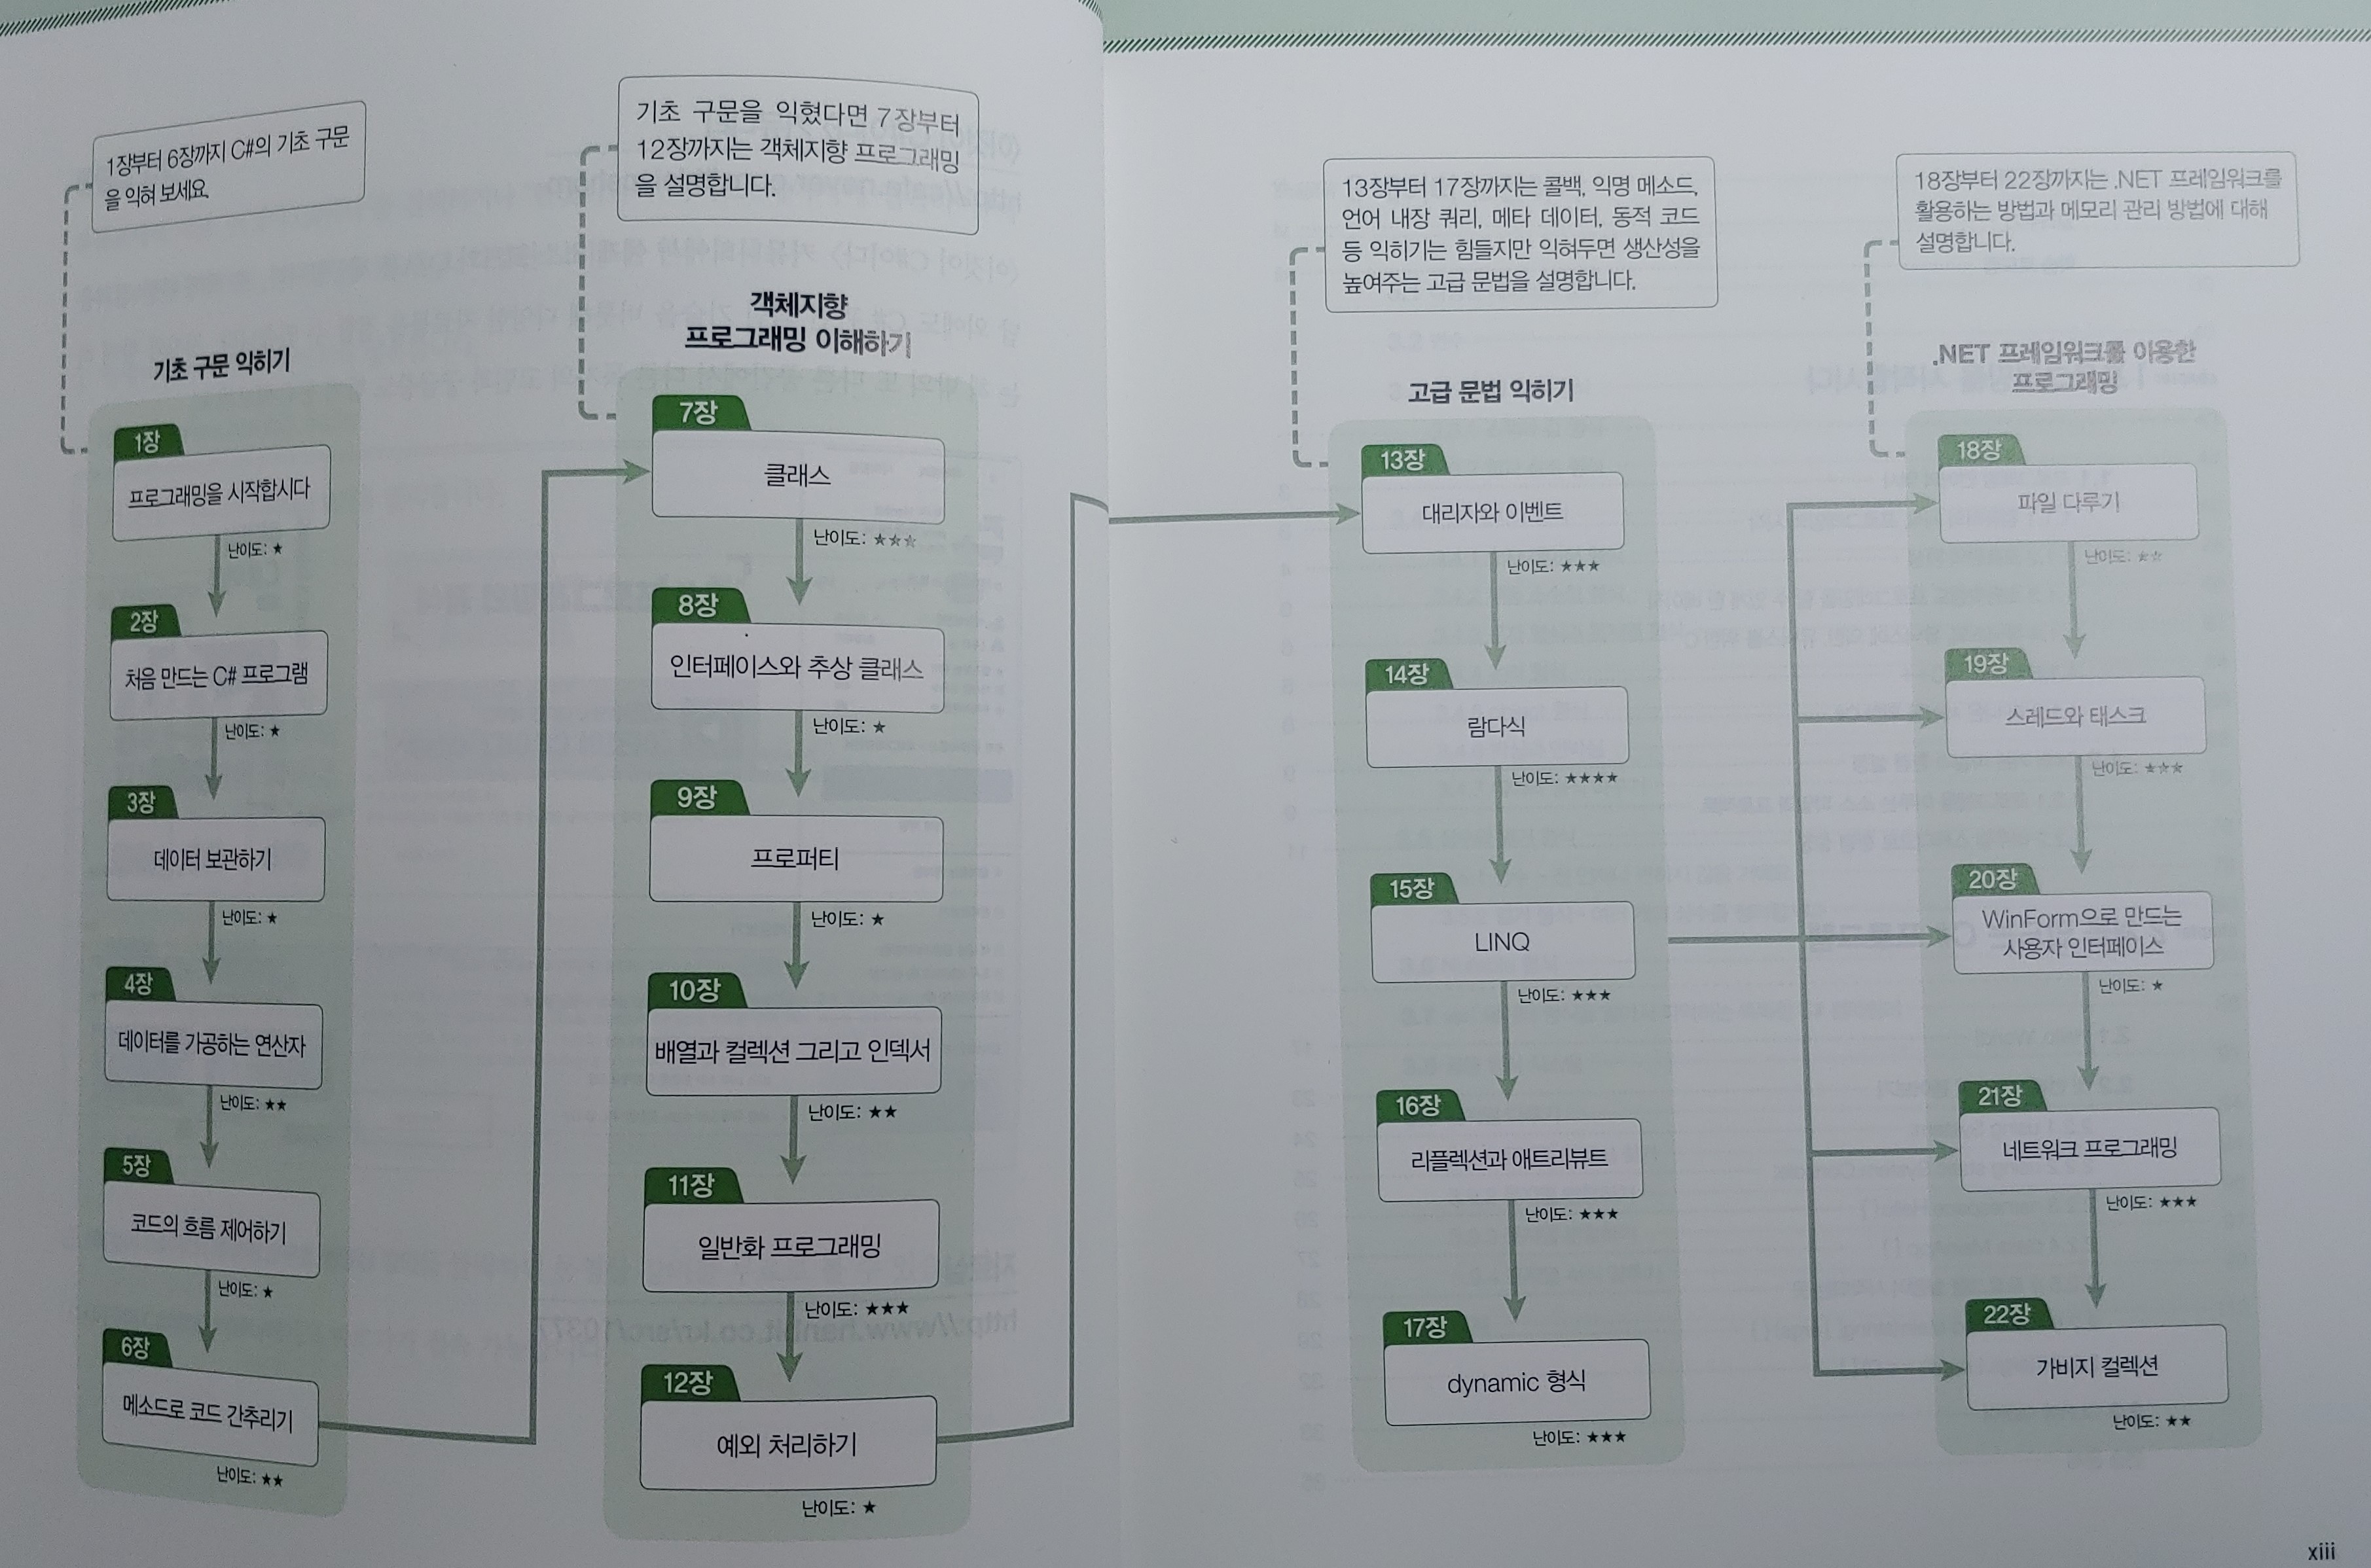 1장부터 6장까지 C#의 기초 구문
을 익혀 보세요.
기초 구문 익히기
1장
프로그래밍을 시작합시다
난이도: ★
2장
처음 만드는 C# 프로그램
난이도: ★
3장
데이터 보관하기
난이도: ★
4장
데이터를 가공하는 연산자
난이도: ★★
5장
코드의 흐름 제어하기
난이도: ★
6장
메소드로 코드 간추리기
난이도: ★★
기초 구문을 익혔다면 7장부터
12장까지는 객체지향 프로그래밍
을 설명합니다.
객체지향
프로그래밍 이해하기
7장
클래스
난이도: ★★★
8장
인터페이스와 추상 클래스
난이도: ★
9장
프로퍼티
난이도: ★
10장
배열과 컬렉션 그리고 인덱서
난이도: ★★
11장
일반화 프로그래밍
난이도: ★★★
12장
예외 처리하기
난이도: ★
13장부터 17장까지는 콜백, 익명 메소드,
언어 내장 쿼리, 메타 데이터, 동적 코드
등 익히기는 힘들지만 익혀두면 생산성을
높여주는 고급 문법을 설명합니다.
고급 문법 익히기
13장
대리자와 이벤트
난이도: ★★★
14장
람다식
난이도: ★★★★
15장
LINQ
난이도: ★★★
16장
리플렉션과 애트리뷰트
난이도: ★★★
17장
dynamic 형식
난이도: ★★★
18장부터 22장까지는 .NET 프레임워크를
활용하는 방법과 메모리 관리 방법에 대해
설명합니다.
.NET 프레임워크를 이용한
프로그래밍
18장
파일 다루기
난이도: ★★
19장
스레드와 태스크
난이도: ★★★
20장
WinForm으로 만드는
사용자 인터페이스
난이도: ★
21장
네트워크 프로그래밍
난이도: ★★★
22장
가비지 컬렉션
난이도: ★★
xiii